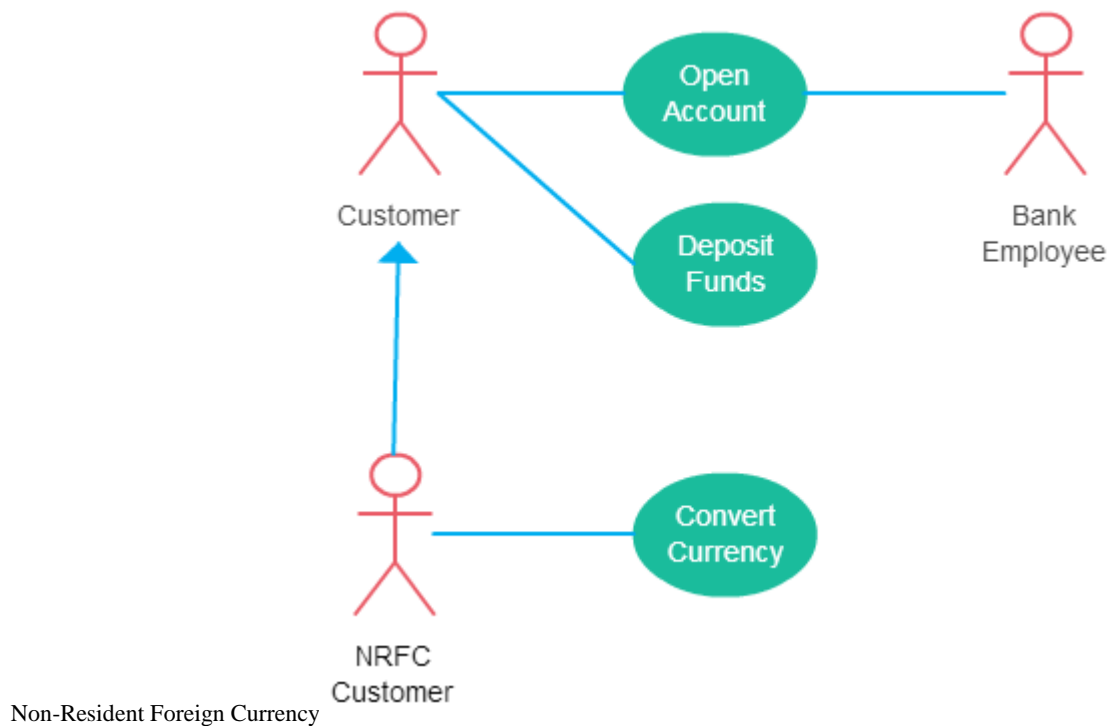 Open
Account
Customer
Bank
Employee
Deposit
Funds
Convert
Currency
NRFC
Customer
Non-Resident Foreign Currency